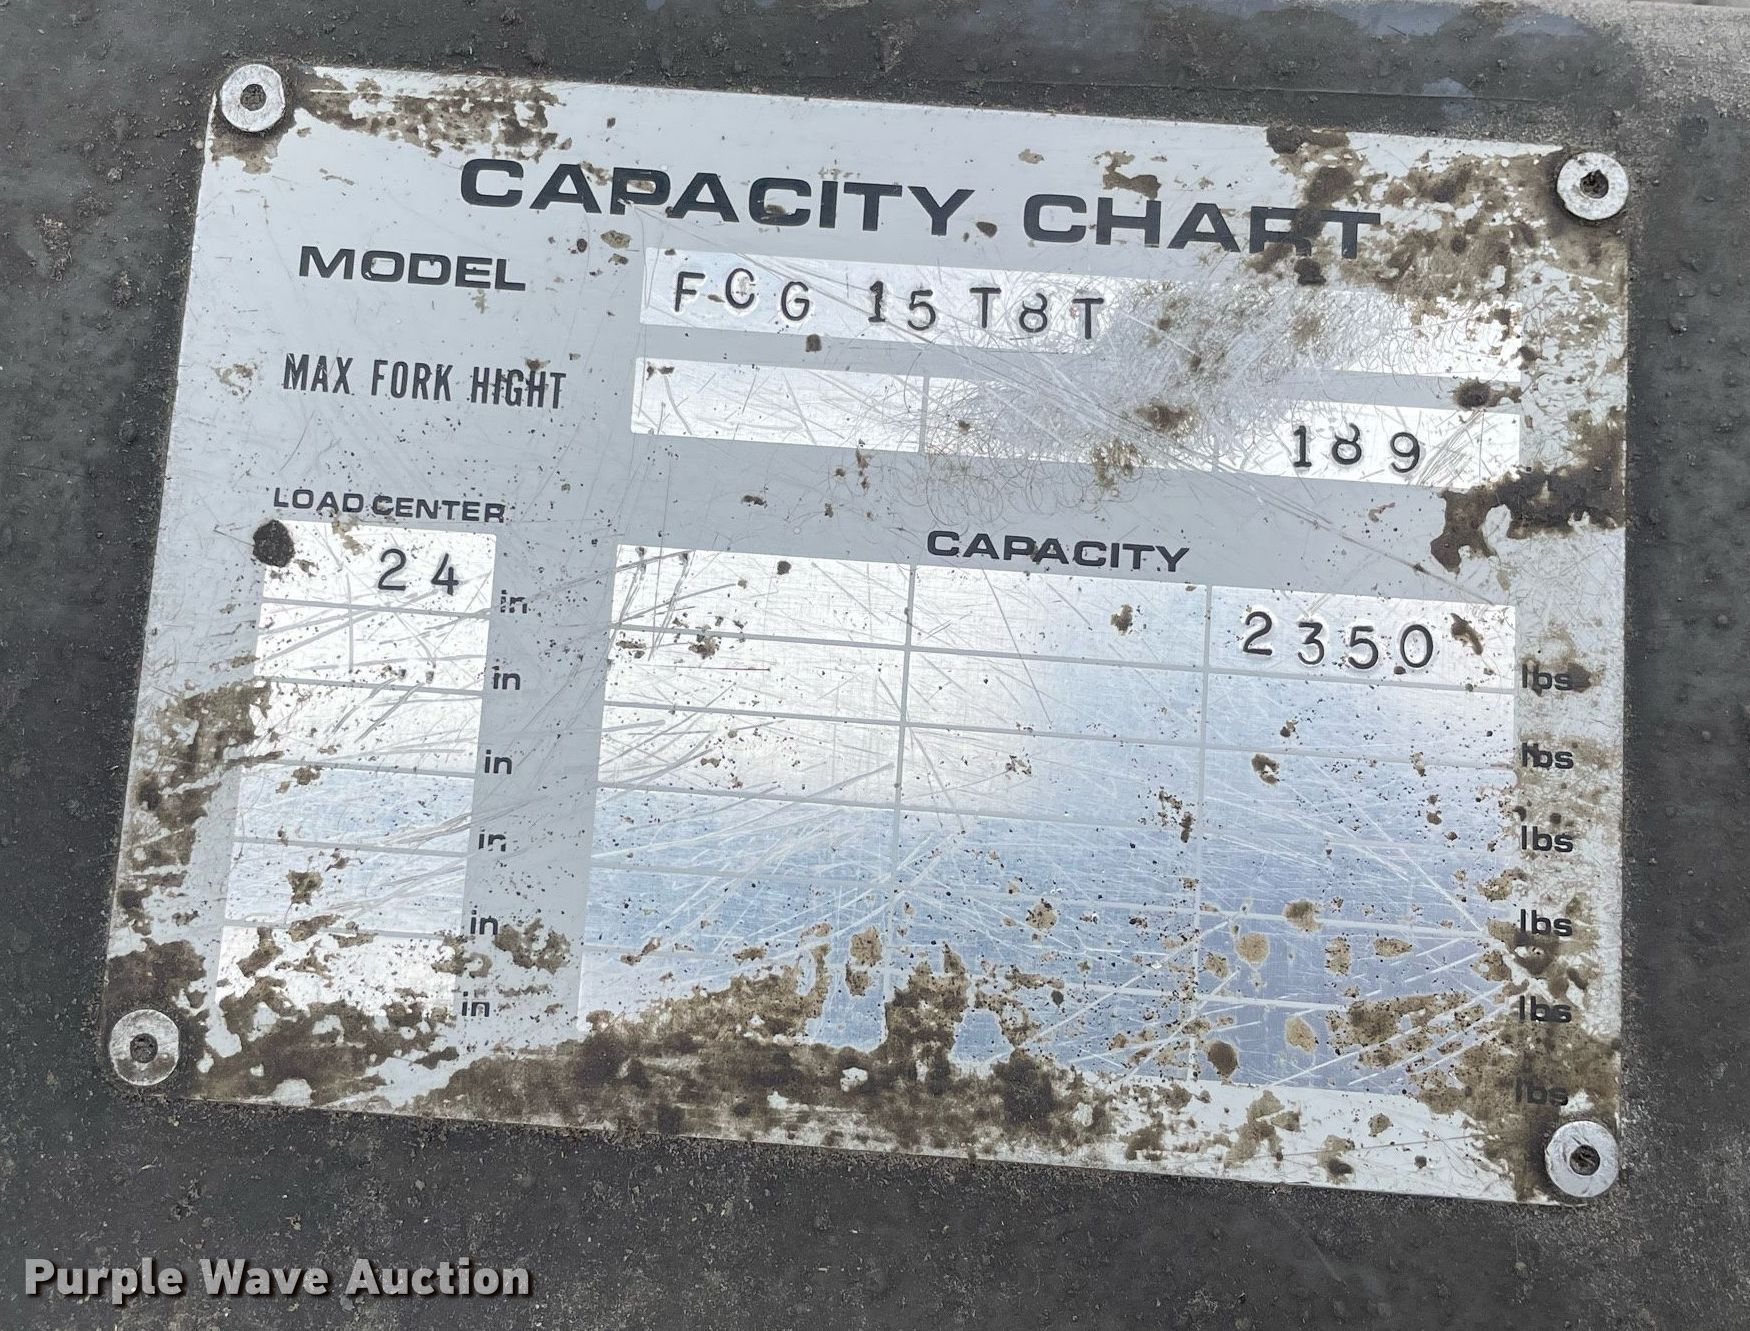 CAPACITY CHART
MODEL FCG 15T8T
MAX FORK HIGHT 189
LOAD CENTER CAPACITY
24 in 2350 lbs
in lbs
in lbs
in lbs
in lbs
in lbs
Purple Wave Auction